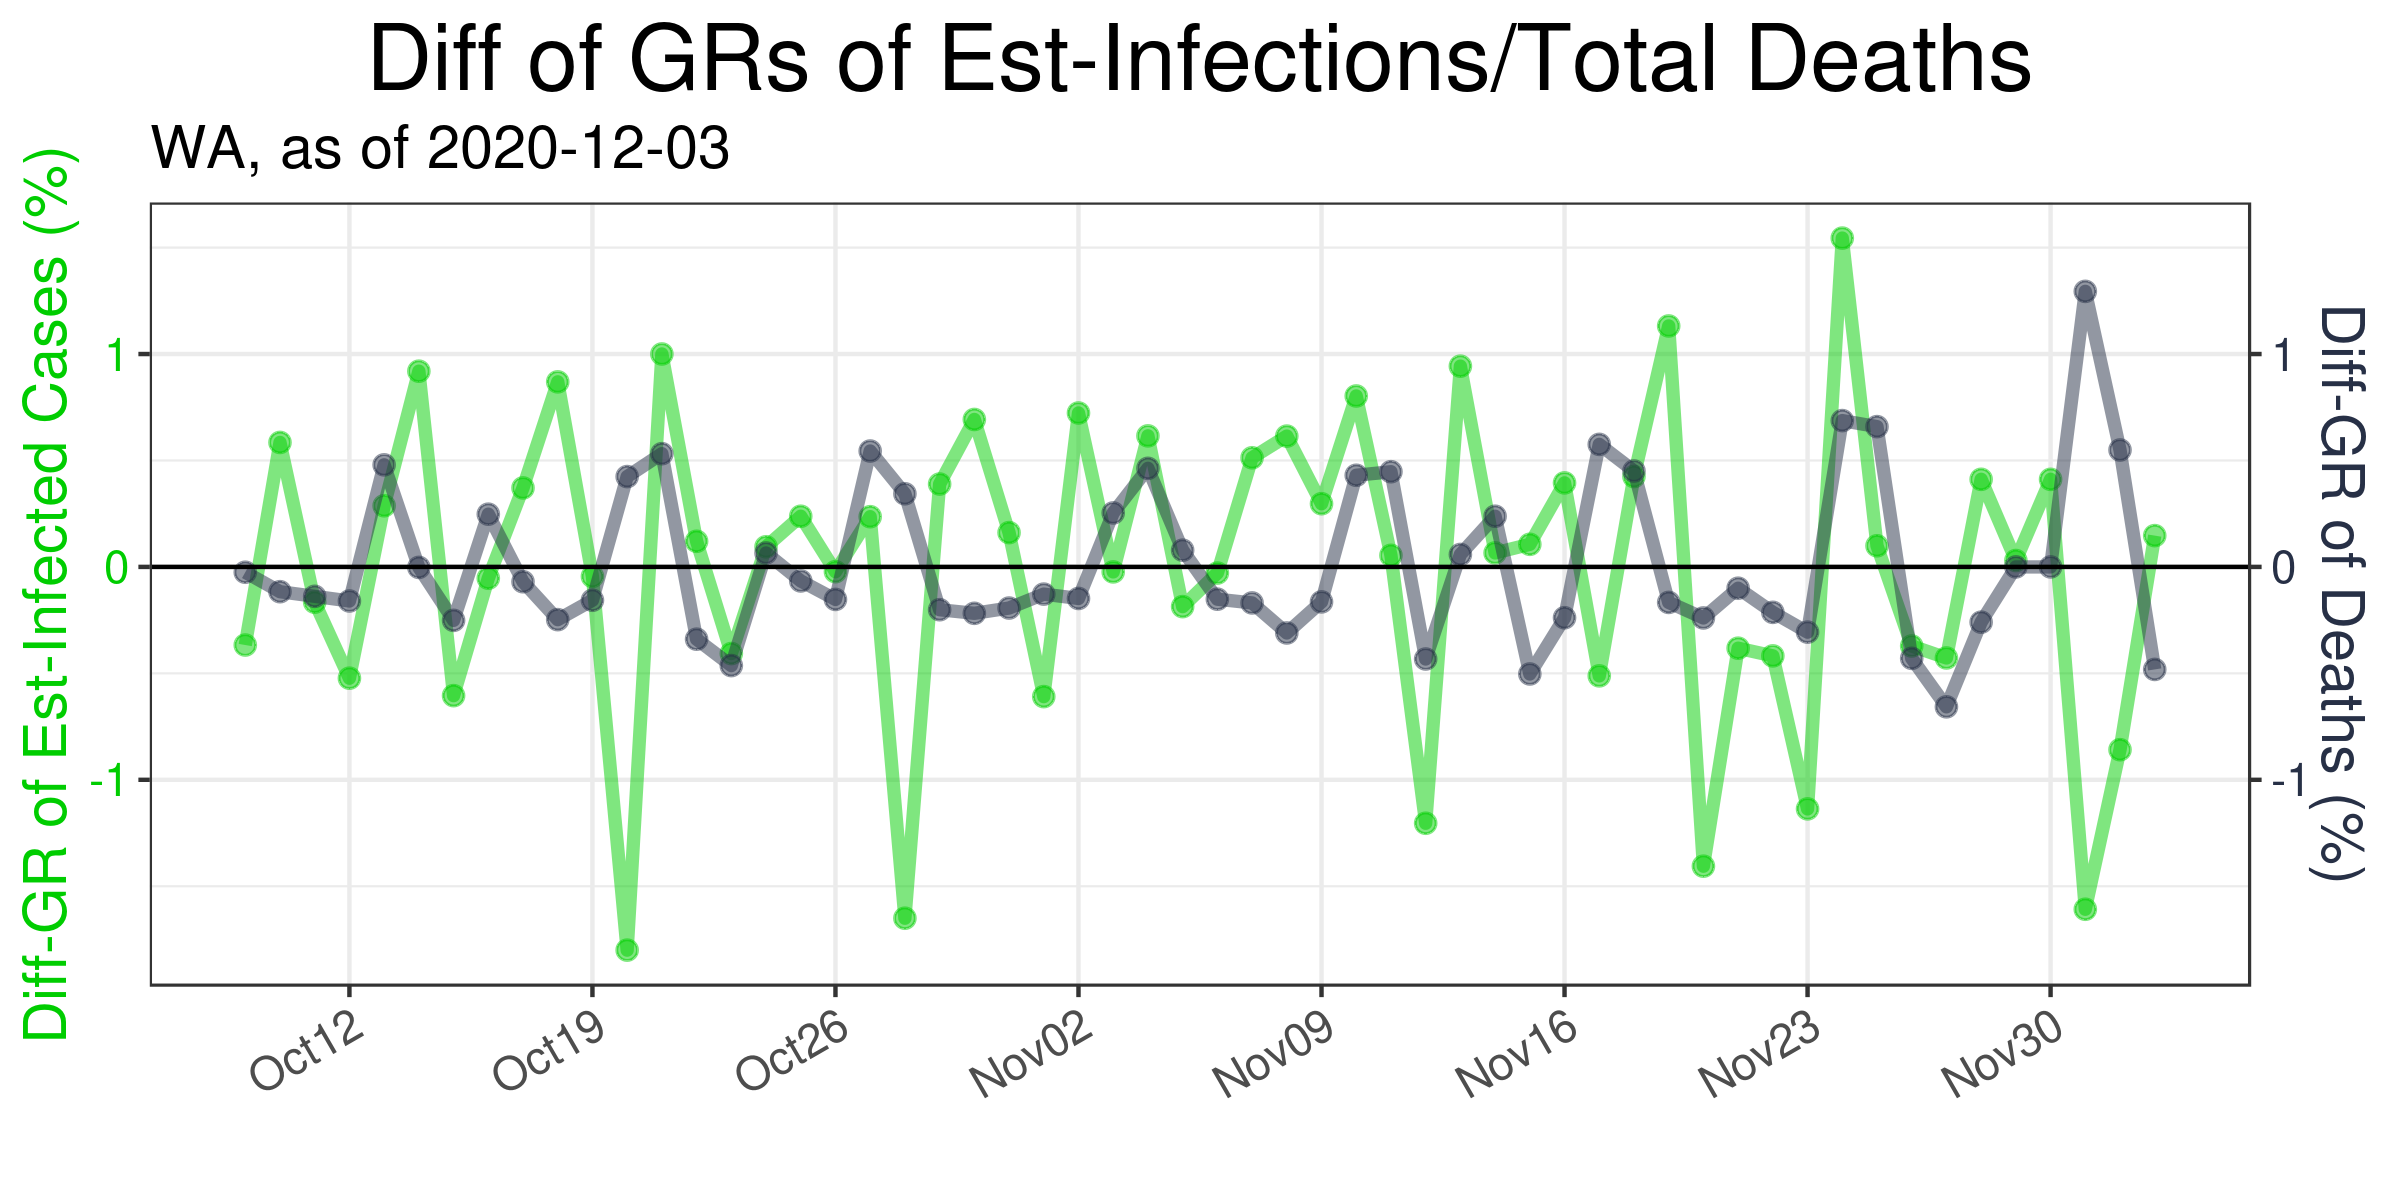 Diff of GRs of Est-Infections/Total Deaths
WA, as of 2020-12-03
Diff-GR of Est-Infected Cases (%)
1
0
-1
1
0
-1
Diff-GR of Deaths (%)
Oct12 Oct19 Oct26 Nov02 Nov09 Nov16 Nov23 Nov30